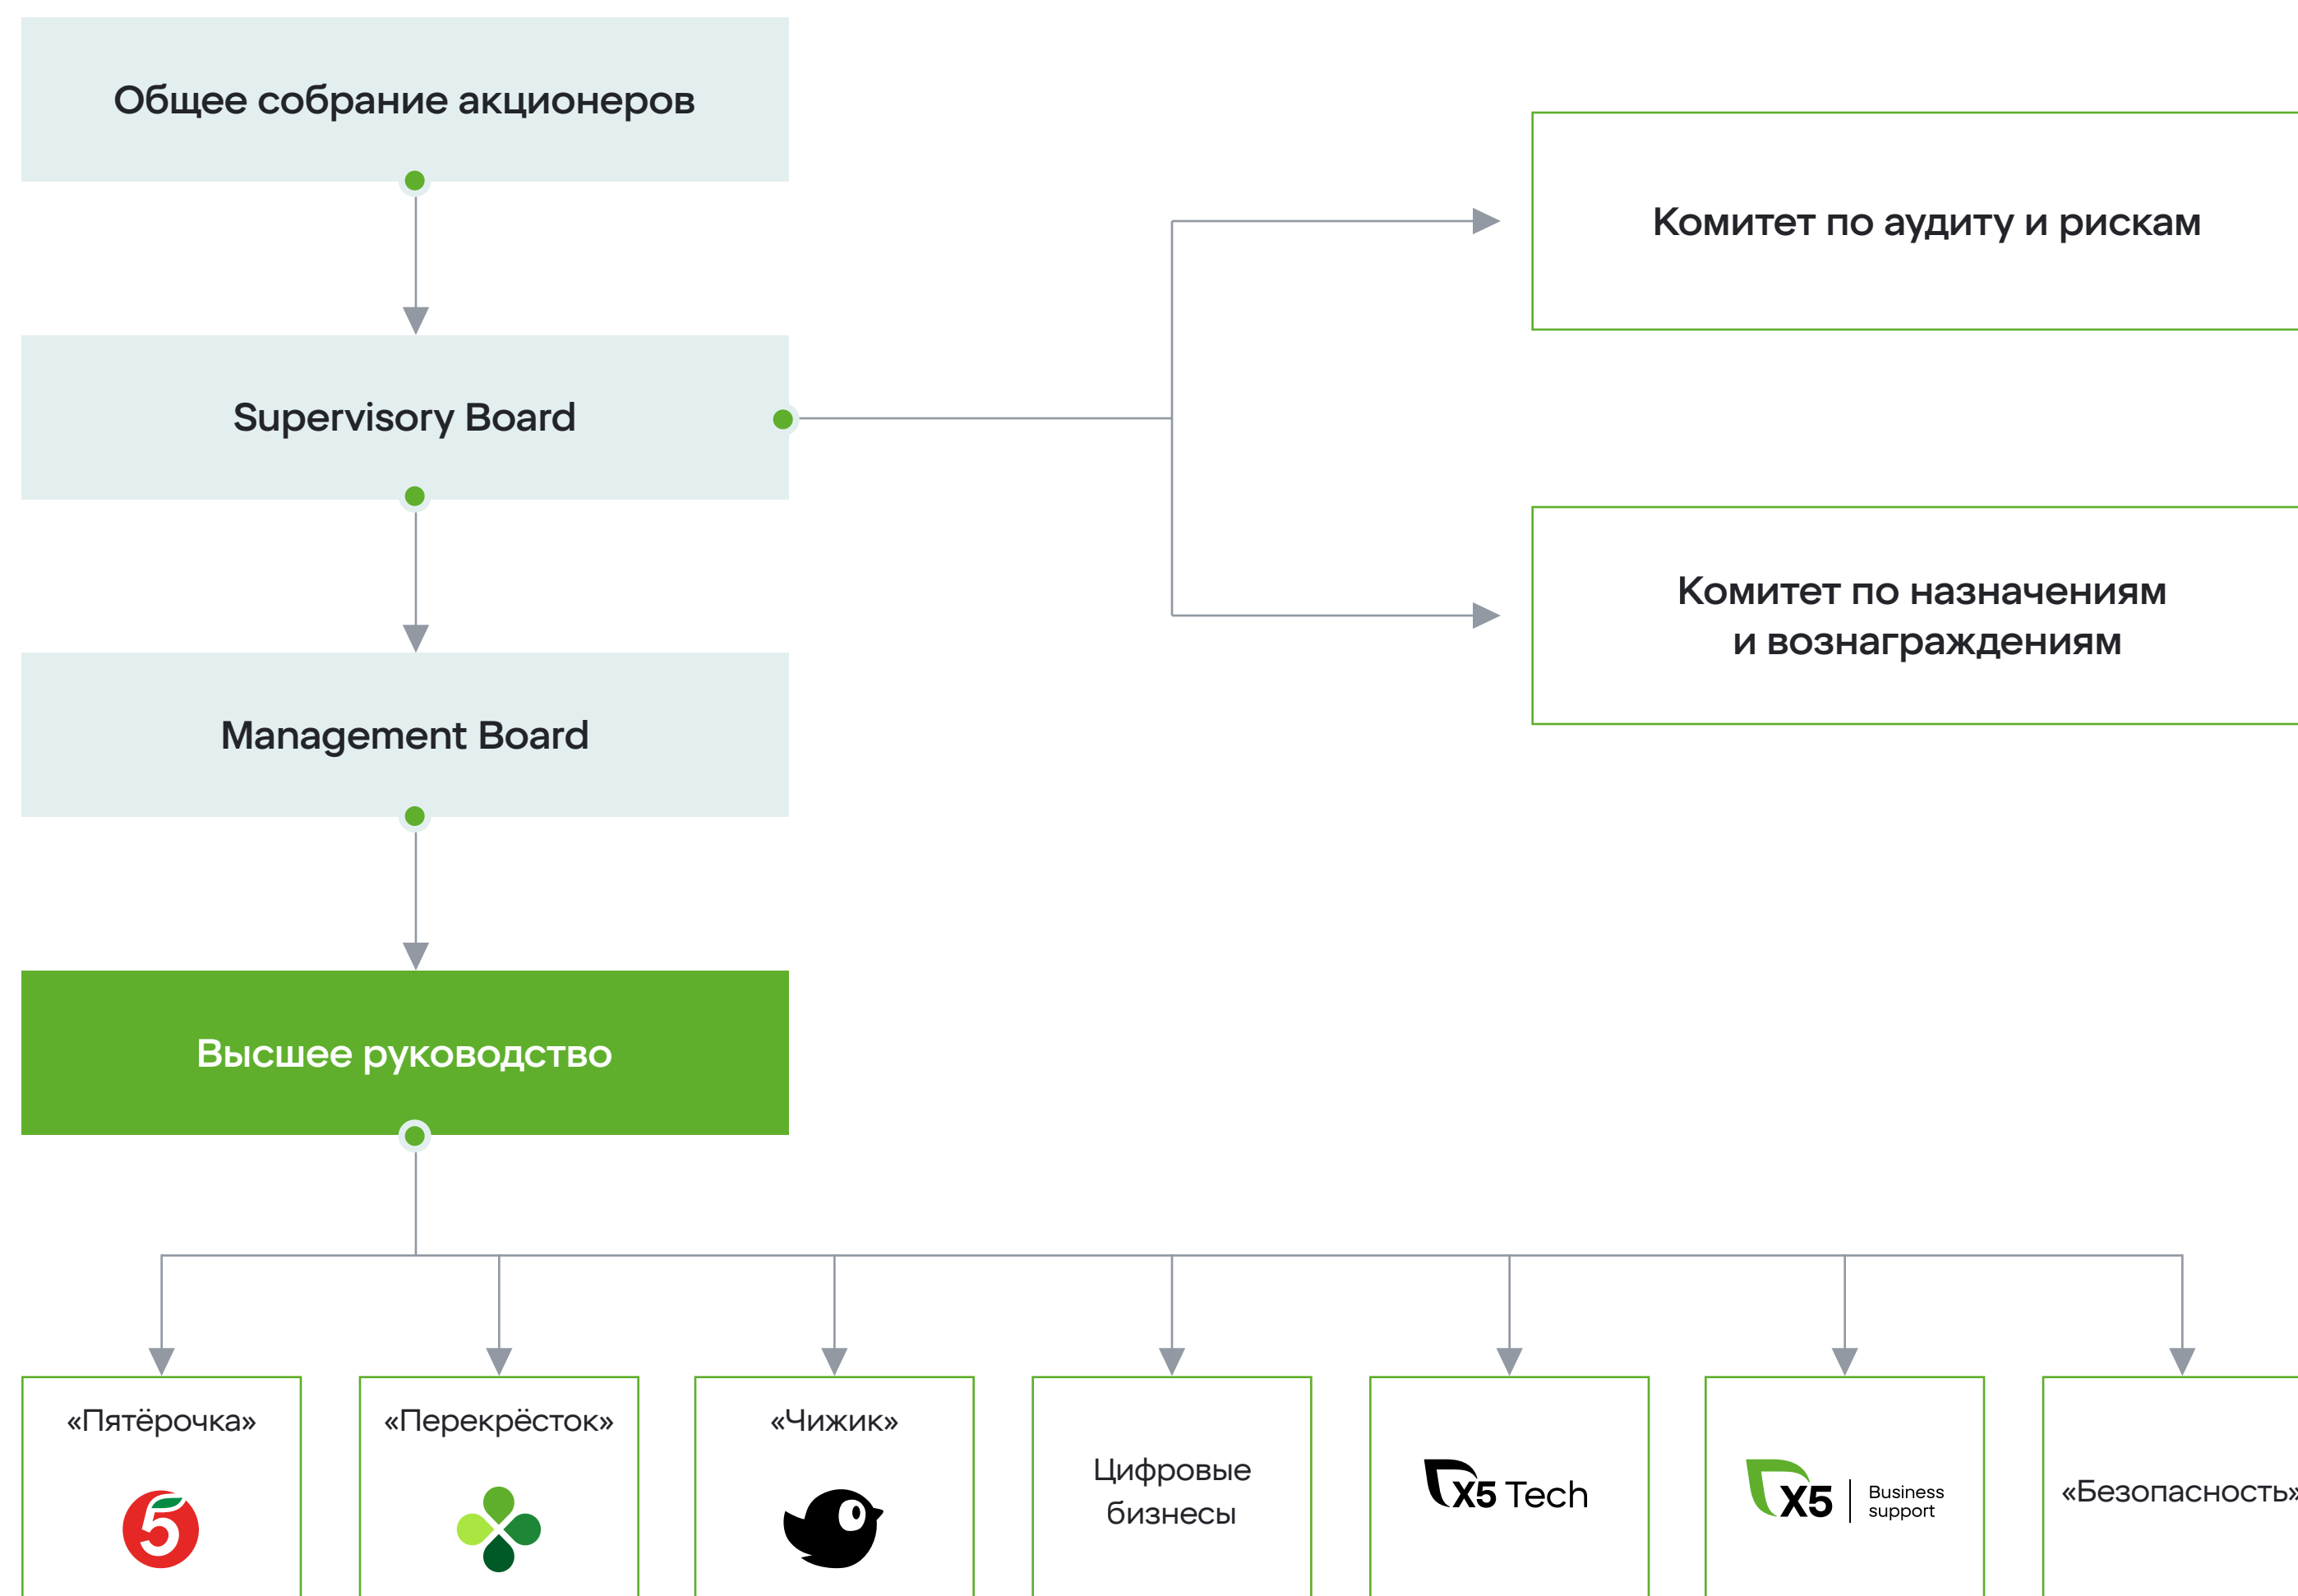 Общее собрание акционеров
Комитет по аудиту и рискам
Supervisory Board
Комитет по назначениям
и вознаграждениям
Management Board
Высшее руководство
«Пятёрочка»
5
«Перекрёсток»
«Чижик»
Цифровые
бизнесы
X5 Tech
X5
Business
support
«Безопасность»